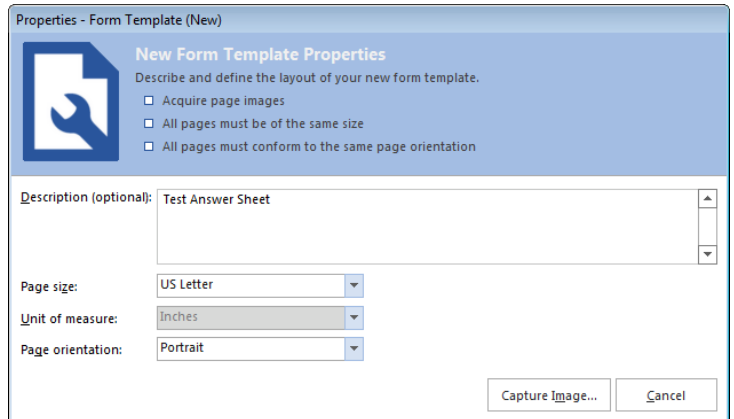 Properties - Form Template (New)
New Form Template Properties
Describe and define the layout of your new form template.
Acquire page images
All pages must be of the same size
All pages must conform to the same page orientation
Description (optional): Test Answer Sheet
Page size: US Letter
Unit of measure: Inches
Page orientation: Portrait
Capture Image... Cancel